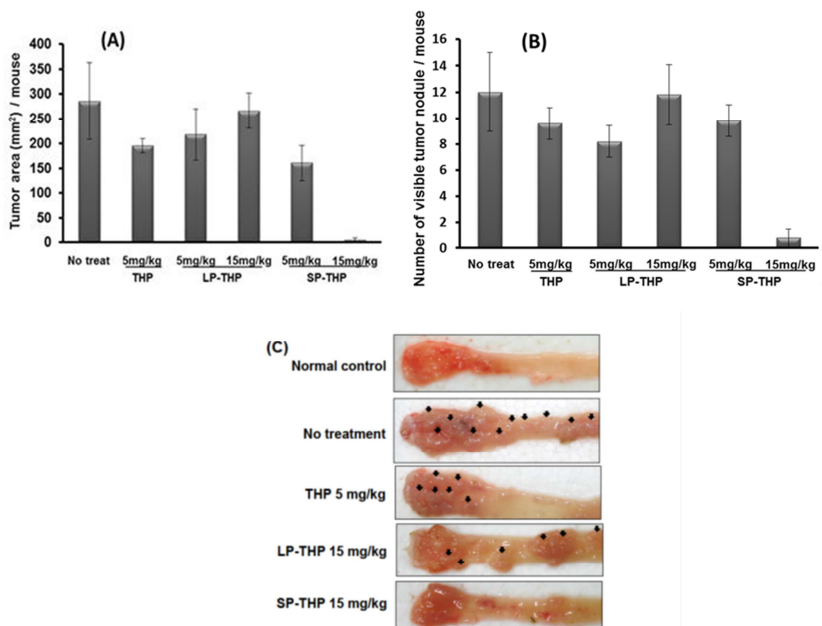 (A)
Tumor area (mm²) / mouse
400
350
300
250
200
150
100
50
0
No treat 5mg/kg 5mg/kg 15mg/kg 5mg/kg 15mg/kg
THP LP-THP SP-THP
(B)
Number of visible tumor nodule / mouse
16
14
12
10
8
6
4
2
0
No treat 5mg/kg 5mg/kg 15mg/kg 5mg/kg 15mg/kg
THP LP-THP SP-THP
(C)
Normal control
No treatment
THP 5 mg/kg
LP-THP 15 mg/kg
SP-THP 15 mg/kg